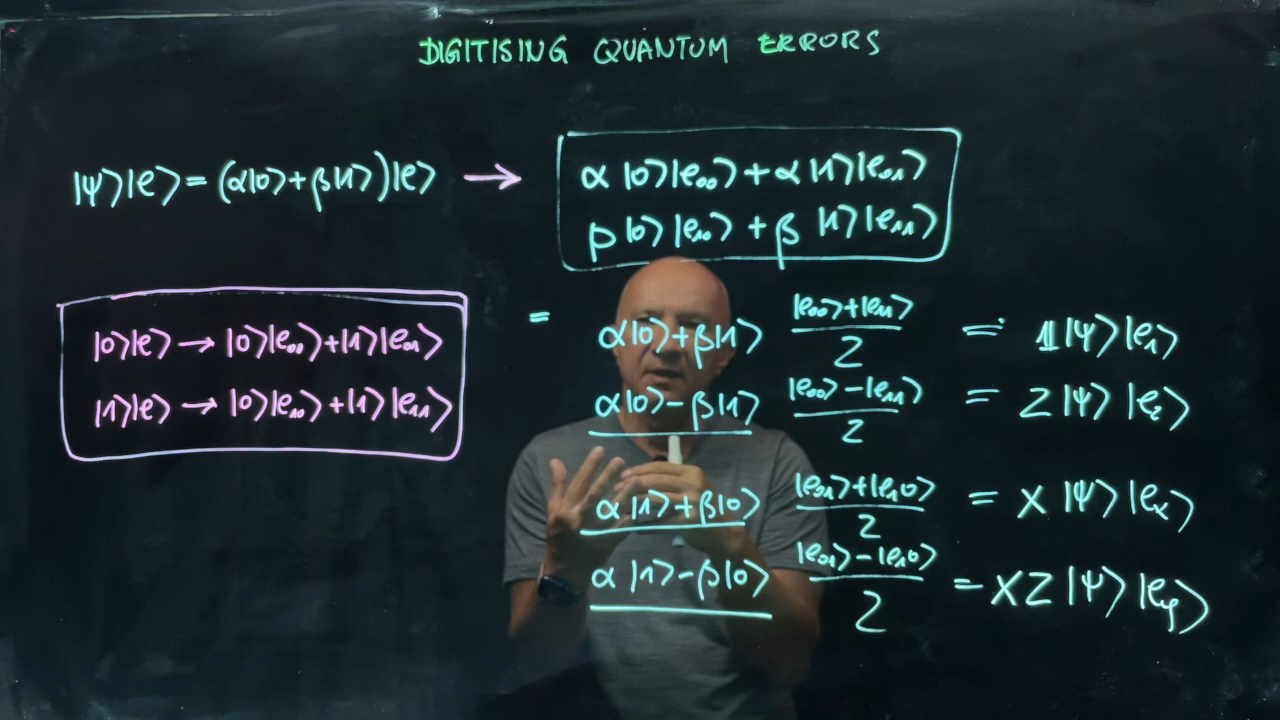 DIGITISING QUANTUM ERRORS
|ψ⟩|e⟩ = (α|0⟩+β|1⟩)|e⟩ →
α|0⟩|e₀₀⟩+α|1⟩|e₀₁⟩
β|0⟩|e₁₀⟩+β|1⟩|e₁₁⟩
|0⟩|e⟩ → |0⟩|e₀₀⟩+|1⟩|e₀₁⟩
|1⟩|e⟩ → |0⟩|e₁₀⟩+|1⟩|e₁₁⟩
= α|0⟩+β|1⟩ (|e₀₀⟩+|e₁₁⟩)/2 = 𝟙|ψ⟩|e₁⟩
α|0⟩-β|1⟩ (|e₀₀⟩-|e₁₁⟩)/2 = Z|ψ⟩|e_z⟩
α|1⟩+β|0⟩ (|e₀₁⟩+|e₁0⟩)/2 = X|ψ⟩|eₓ⟩
α|1⟩-β|0⟩ (|e₀₁⟩-|e₁0⟩)/2 = XZ|ψ⟩|e_y⟩